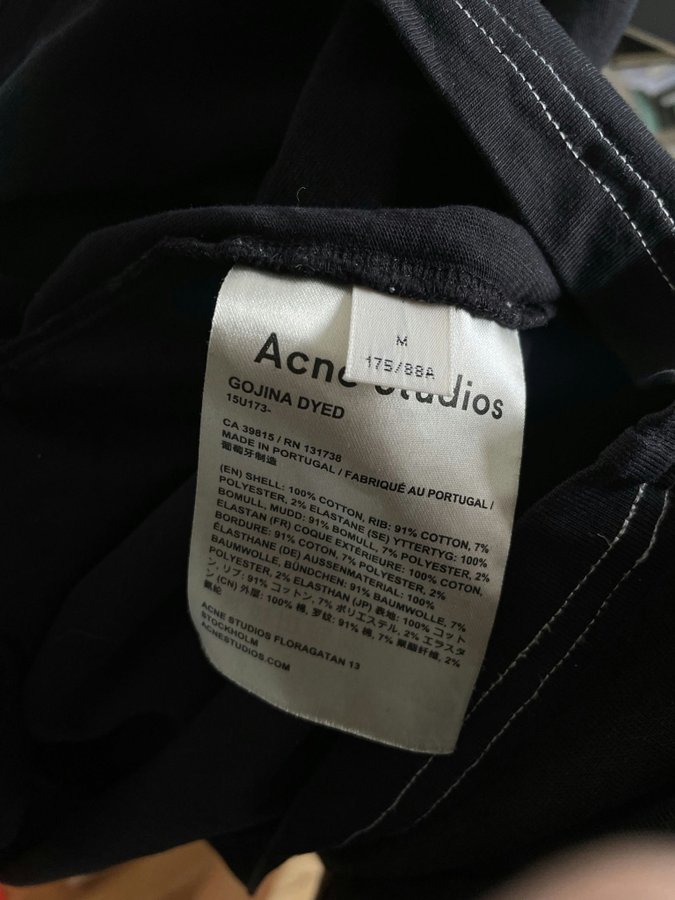 M
175/88A
Acne Studios
GOJINA DYED
15U173-
CA 39815 / RN 131738
MADE IN PORTUGAL / FABRIQUÉ AU PORTUGAL /
葡萄牙制造
(EN) SHELL: 100% COTTON, RIB: 91% COTTON, 7%
POLYESTER, 2% ELASTANE (SE) YTTERTYG: 100%
BOMULL, MUDD: 91% BOMULL, 7% POLYESTER, 2%
ELASTAN (FR) COQUE EXTÉRIEURE: 100% COTON,
BORDURE: 91% COTON, 7% POLYESTER, 2%
ÉLASTHANE (DE) AUSSENMATERIAL: 100%
BAUMWOLLE, BÜNDCHEN: 91% BAUMWOLLE, 7%
POLYESTER, 2% ELASTHAN (JP) 表地: 100% コット
ン, リブ: 91% コットン, 7% ポリエステル, 2% エラスタ
ン (CN) 外层: 100% 棉, 罗纹: 91% 棉, 7% 聚酯纤维, 2%
氨纶
ACNE STUDIOS FLORAGATAN 13
STOCKHOLM
ACNESTUDIOS.COM